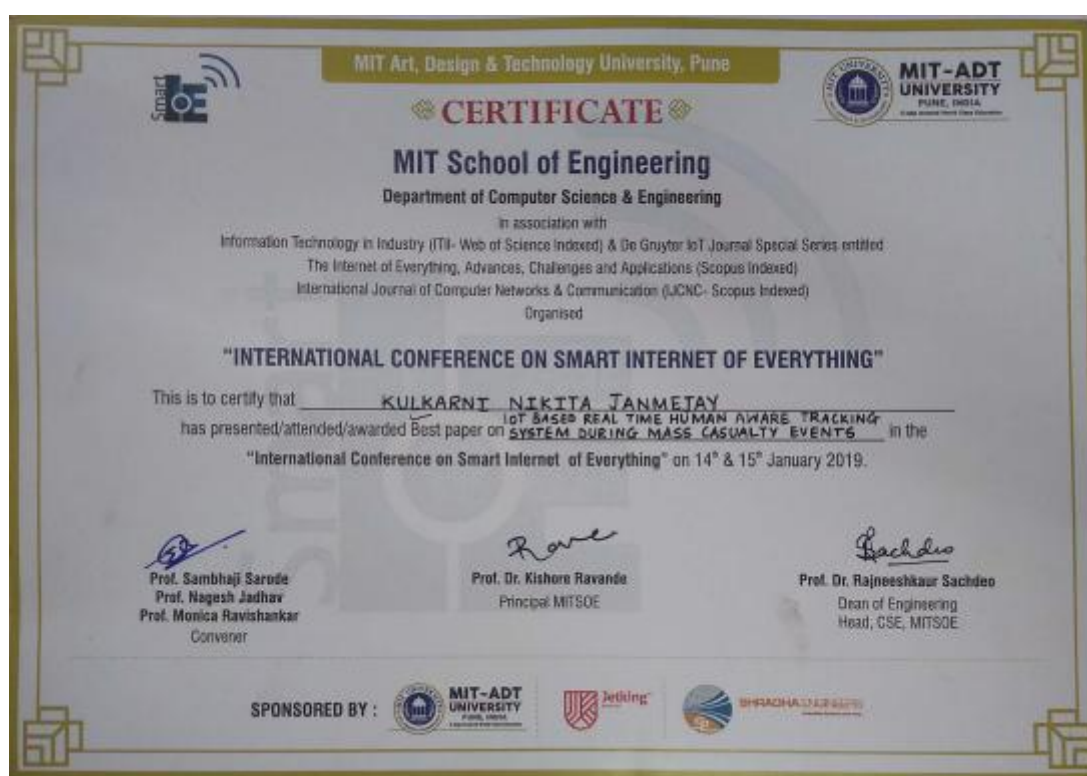 MIT Art, Design & Technology University, Pune
Smart
IoE
MIT-ADT
UNIVERSITY
PUNE, INDIA
CERTIFICATE
MIT School of Engineering
Department of Computer Science & Engineering
in association with
Information Technology in Industry (ITII- Web of Science Indexed) & De Gruyter IoT Journal Special Series entitled
The Internet of Everything, Advances, Challenges and Applications (Scopus Indexed)
International Journal of Computer Networks & Communication (IJCNC- Scopus Indexed)
Organised
"INTERNATIONAL CONFERENCE ON SMART INTERNET OF EVERYTHING"
This is to certify that KULKARNI NIKITA JANMEJAY
IOT BASED REAL TIME HUMAN AWARE TRACKING
has presented/attended/awarded Best paper on SYSTEM DURING MASS CASUALTY EVENTS in the
"International Conference on Smart Internet of Everything" on 14th & 15th January 2019.
Prof. Sambhaji Sarode
Prof. Nagesh Jadhav
Prof. Monica Ravishankar
Convener
Prof. Dr. Kishore Ravande
Principal MITSOE
Prof. Dr. Rajneeshkaur Sachdeo
Dean of Engineering
Head, CSE, MITSOE
SPONSORED BY :
MIT-ADT
UNIVERSITY
PUNE, INDIA
Jetking
SHRADHA ENGINEERS